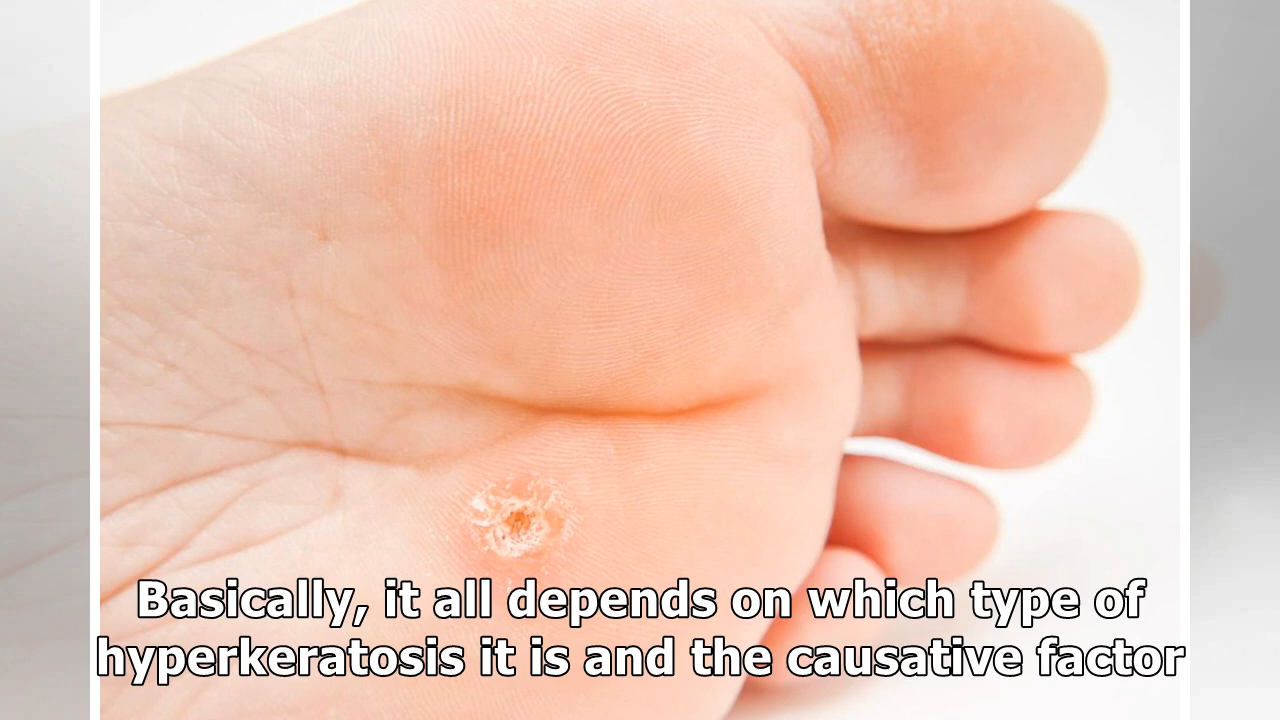 Basically, it all depends on which type of
hyperkeratosis it is and the causative factor